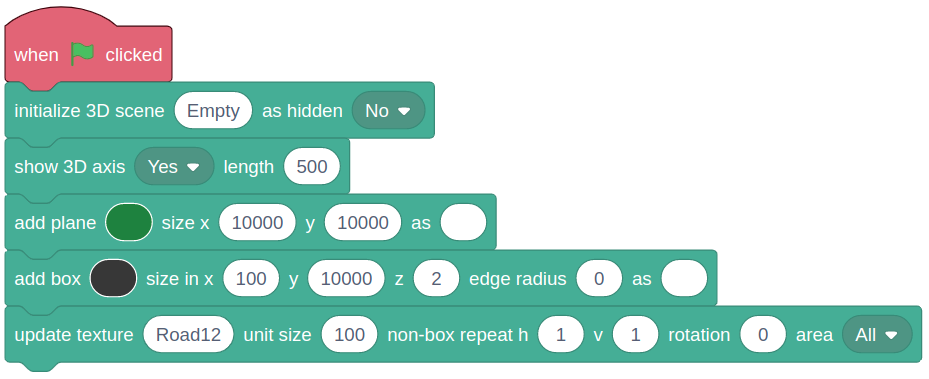 when clicked
initialize 3D scene Empty as hidden No
show 3D axis Yes length 500
add plane size x 10000 y 10000 as
add box size in x 100 y 10000 z 2 edge radius 0 as
update texture Road12 unit size 100 non-box repeat h 1 v 1 rotation 0 area All